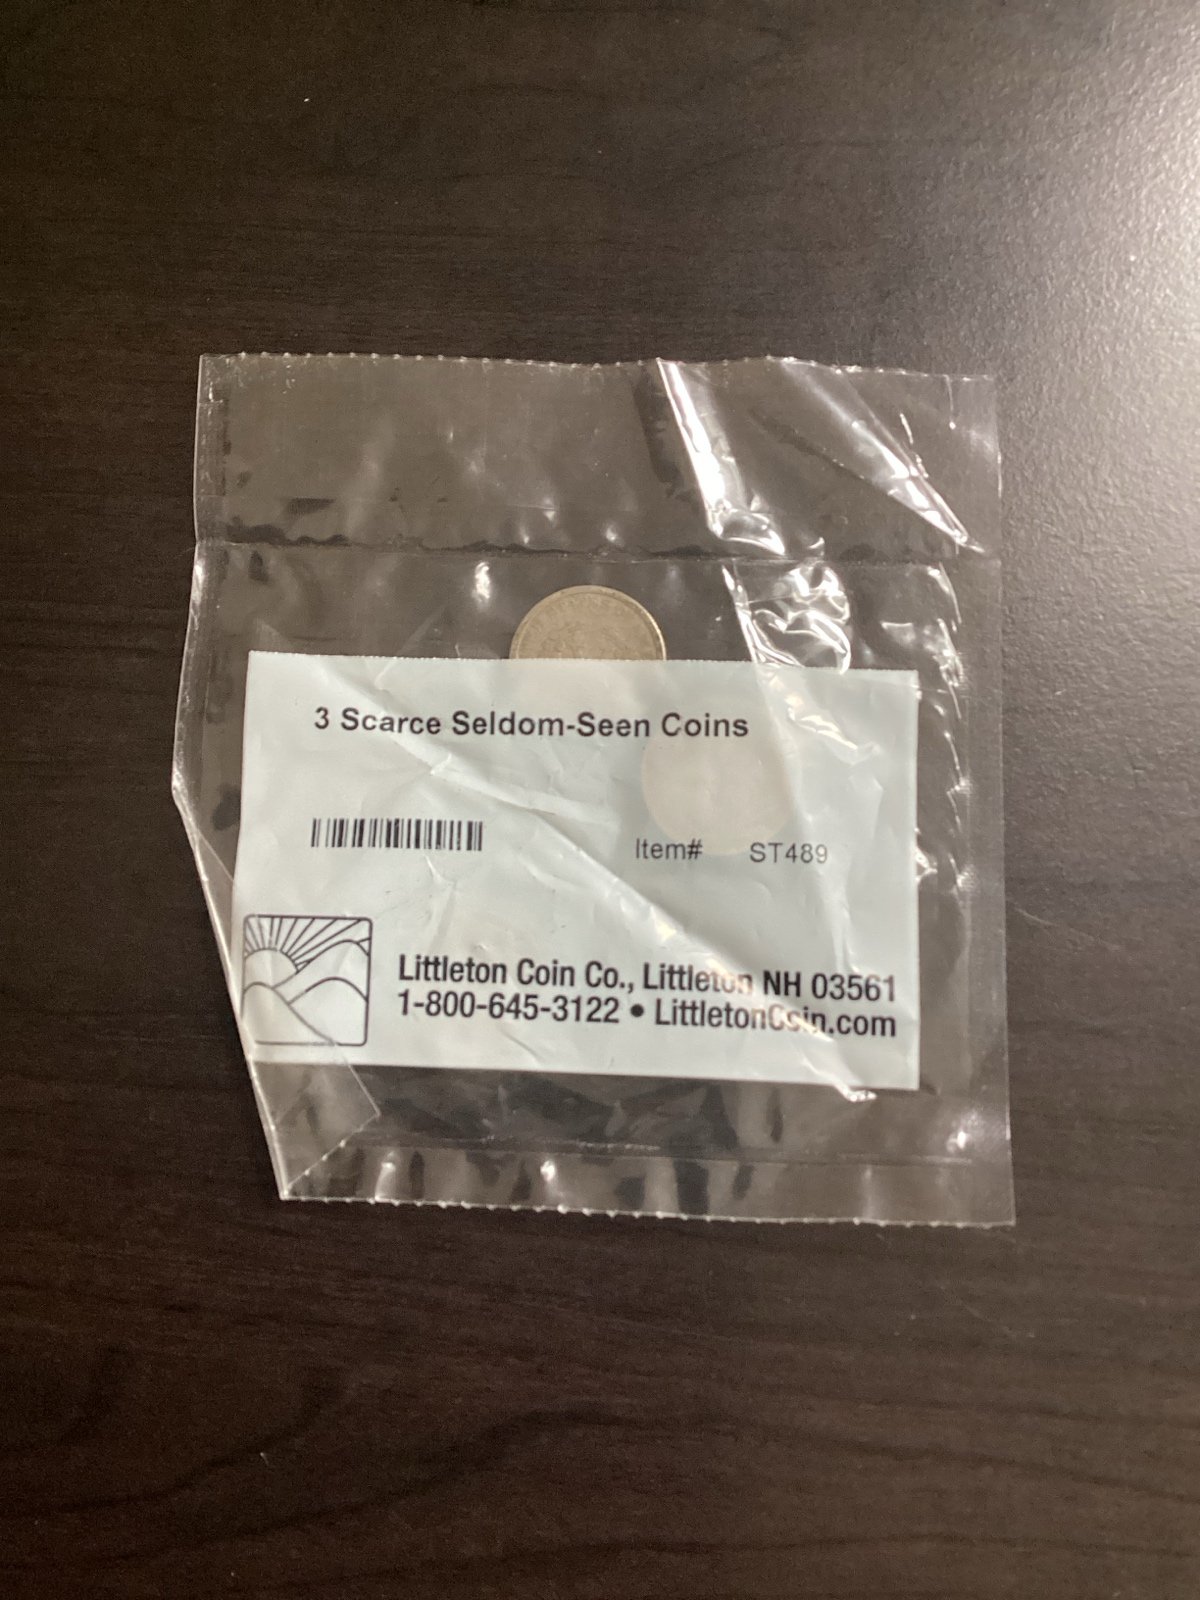 3 Scarce Seldom-Seen Coins
Item# ST489
Littleton Coin Co., Littleton NH 03561
1-800-645-3122 • LittletonCoin.com